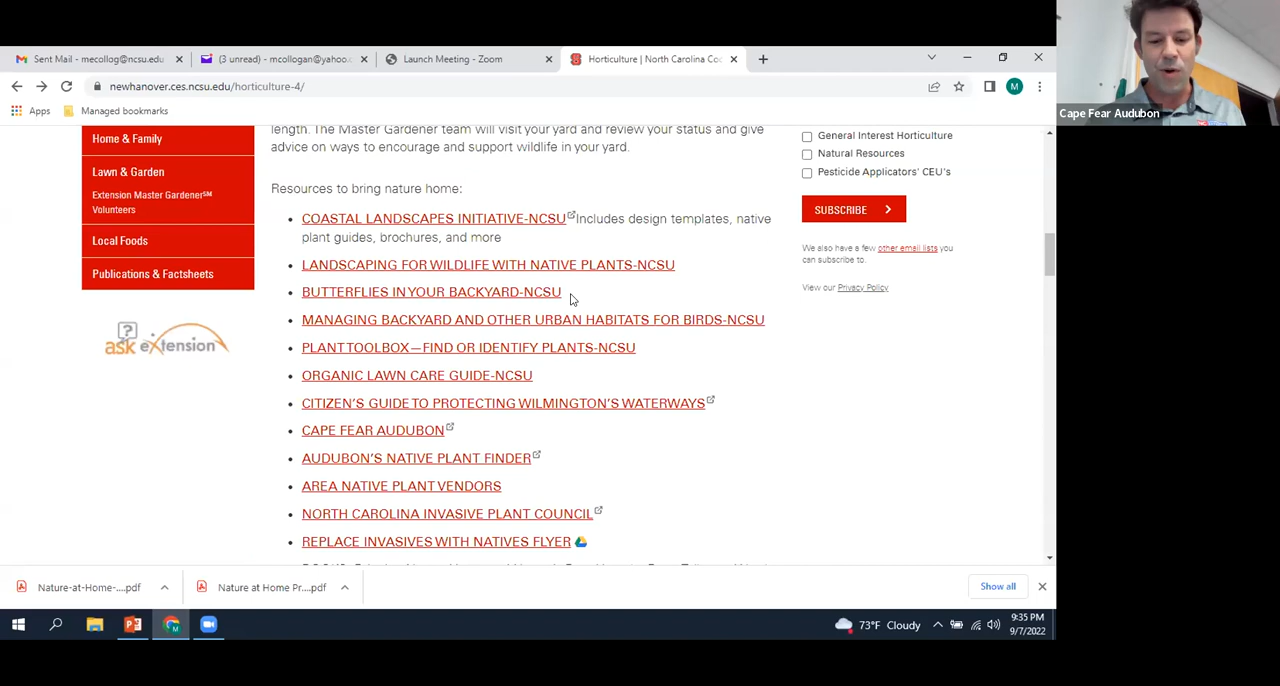 Sent Mail - mecollog@ncsu.edu
(3 unread) - mcollogan@yahoo.c
Launch Meeting - Zoom
Horticulture | North Carolina Coo
newhanover.ces.ncsu.edu/horticulture-4/
M
Apps
Managed bookmarks
Cape Fear Audubon
Home & Family
Lawn & Garden
Extension Master Gardener℠
Volunteers
Local Foods
Publications & Factsheets
ask extension
length. The Master Gardener team will visit your yard and review your status and give
advice on ways to encourage and support wildlife in your yard.
Resources to bring nature home:
• COASTAL LANDSCAPES INITIATIVE-NCSU Includes design templates, native
plant guides, brochures, and more
• LANDSCAPING FOR WILDLIFE WITH NATIVE PLANTS-NCSU
• BUTTERFLIES IN YOUR BACKYARD-NCSU
• MANAGING BACKYARD AND OTHER URBAN HABITATS FOR BIRDS-NCSU
• PLANT TOOLBOX—FIND OR IDENTIFY PLANTS-NCSU
• ORGANIC LAWN CARE GUIDE-NCSU
• CITIZEN'S GUIDE TO PROTECTING WILMINGTON'S WATERWAYS
• CAPE FEAR AUDUBON
• AUDUBON'S NATIVE PLANT FINDER
• AREA NATIVE PLANT VENDORS
• NORTH CAROLINA INVASIVE PLANT COUNCIL
• REPLACE INVASIVES WITH NATIVES FLYER
General Interest Horticulture
Natural Resources
Pesticide Applicators' CEU's
SUBSCRIBE
We also have a few other email lists you
can subscribe to.
View our Privacy Policy.
Nature-at-Home-....pdf
Nature at Home Pr....pdf
Show all
73°F Cloudy
9:35 PM
9/7/2022